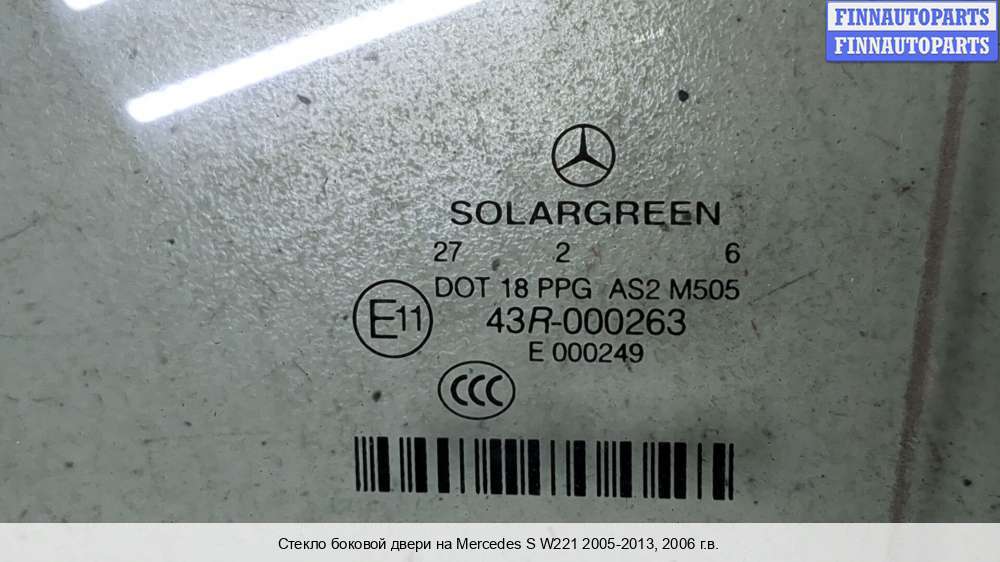 FINNAUTOPARTS
FINNAUTOPARTS
SOLARGREEN
27 2 6
DOT 18 PPG AS2 M505
E11 43R-000263
E 000249
CCC
Стекло боковой двери на Mercedes S W221 2005-2013, 2006 г.в.